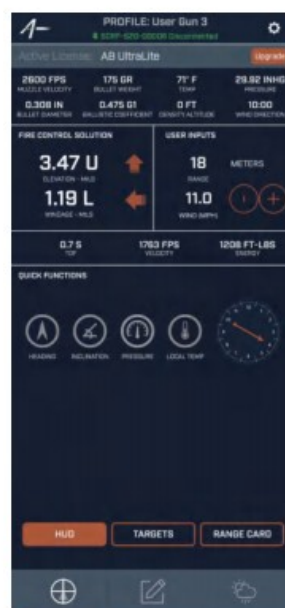 PROFILE: User Gun 3
Disconnected
Active License: AB UltraLite
Upgrade
2600 FPS 175 GR 71° F 29.92 INHG
MUZZLE VELOCITY BULLET WEIGHT TEMP PRESSURE
0.308 IN 0.475 G1 0 FT 10:00
BULLET DIAMETER BALLISTIC COEFFICIENT DENSITY ALTITUDE WIND DIRECTION
FIRE CONTROL SOLUTION USER INPUTS
3.47 U 18 METERS
ELEVATION - MILS RANGE
1.19 L 11.0
WINDAGE - MILS WIND (MPH)
0.7 S 1763 FPS 1208 FT-LBS
TOF VELOCITY ENERGY
QUICK FUNCTIONS
HEADING INCLINATION PRESSURE LOCAL TEMP
HUD TARGETS RANGE CARD